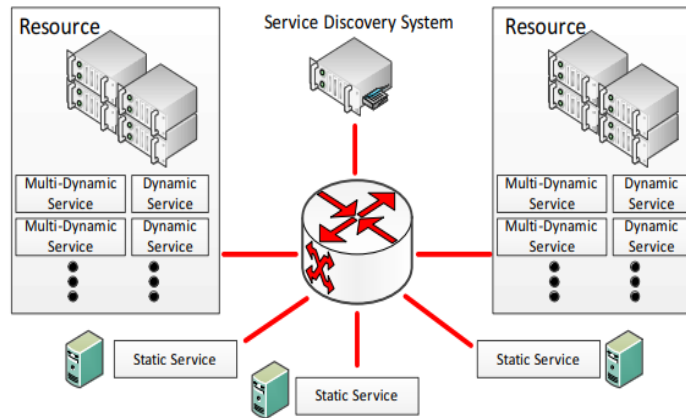 Resource
Service Discovery System
Resource
Multi-Dynamic
Service
Dynamic
Service
Multi-Dynamic
Service
Dynamic
Service
Multi-Dynamic
Service
Dynamic
Service
Multi-Dynamic
Service
Dynamic
Service
Static Service
Static Service
Static Service